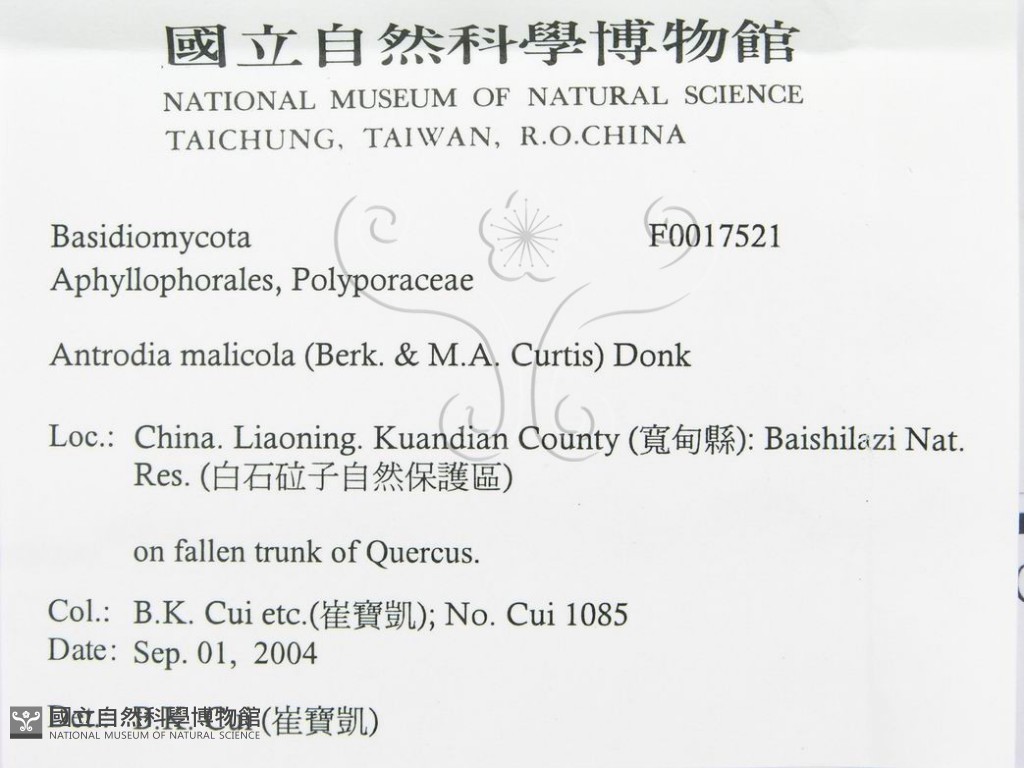 國立自然科學博物館
NATIONAL MUSEUM OF NATURAL SCIENCE
TAICHUNG, TAIWAN, R.O.CHINA
Basidiomycota F0017521
Aphyllophorales, Polyporaceae
Antrodia malicola (Berk. & M.A. Curtis) Donk
Loc.: China. Liaoning. Kuandian County (寬甸縣): Baishilazi Nat.
Res. (白石砬子自然保護區)
on fallen trunk of Quercus.
Col.: B.K. Cui etc.(崔寶凱); No. Cui 1085
Date: Sep. 01, 2004
Det.: B.K. Cui (崔寶凱)
國立自然科學博物館
NATIONAL MUSEUM OF NATURAL SCIENCE